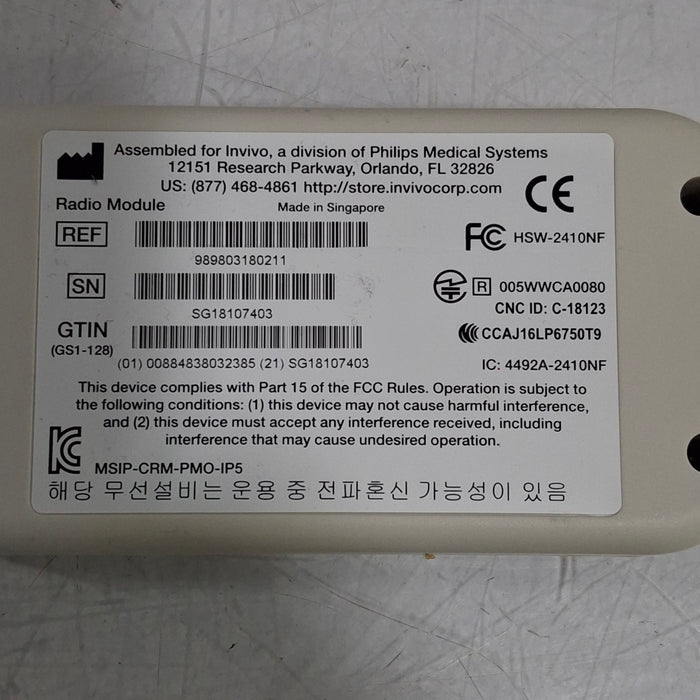 Assembled for Invivo, a division of Philips Medical Systems
12151 Research Parkway, Orlando, FL 32826
US: (877) 468-4861 http://store.invivocorp.com
Radio Module
Made in Singapore
CE
REF
989803180211
FC HSW-2410NF
SN
SG18107403
R 005WWCA0080
CNC ID: C-18123
GTIN
(GS1-128)
(01) 00884838032385 (21) SG18107403
CCAJ16LP6750T9
IC: 4492A-2410NF
This device complies with Part 15 of the FCC Rules. Operation is subject to
the following conditions: (1) this device may not cause harmful interference,
and (2) this device must accept any interference received, including
interference that may cause undesired operation.
MSIP-CRM-PMO-IP5
해당 무선설비는 운용 중 전파혼신 가능성이 있음